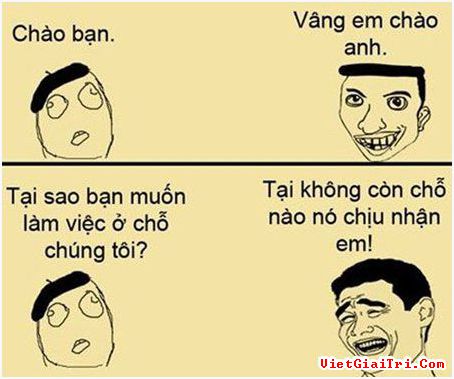 Chào bạn.
Vâng em chào
anh.
Tại sao bạn muốn
làm việc ở chỗ
chúng tôi?
Tại không còn chỗ
nào nó chịu nhận
em!
VietGiaiTri.Com